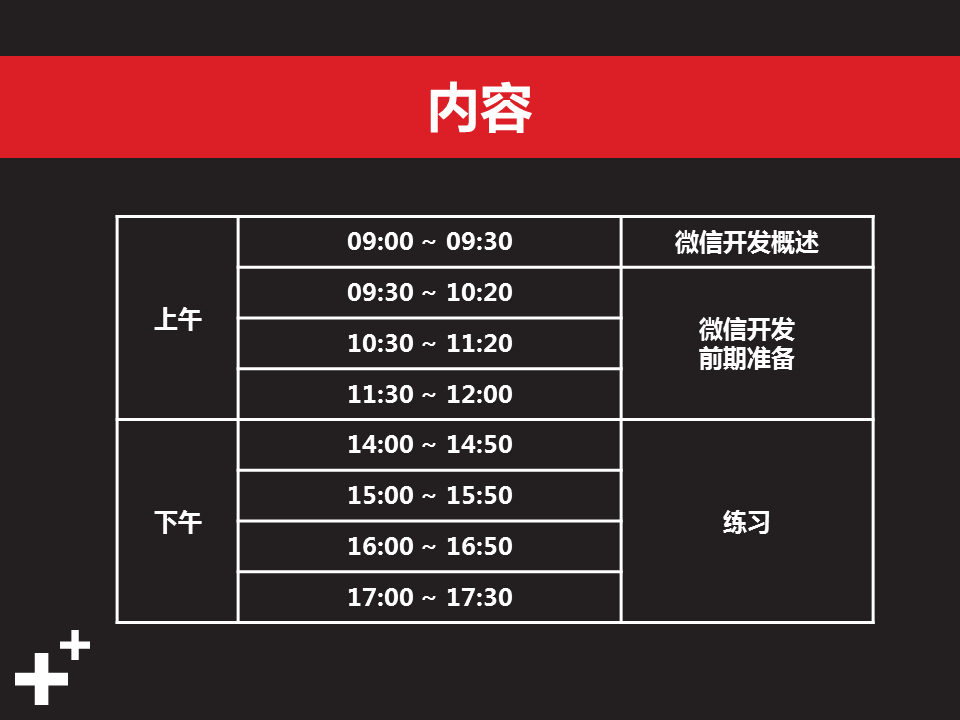 内容
上午
09:00 ~ 09:30
微信开发概述
09:30 ~ 10:20
微信开发
前期准备
10:30 ~ 11:20
11:30 ~ 12:00
下午
14:00 ~ 14:50
练习
15:00 ~ 15:50
16:00 ~ 16:50
17:00 ~ 17:30